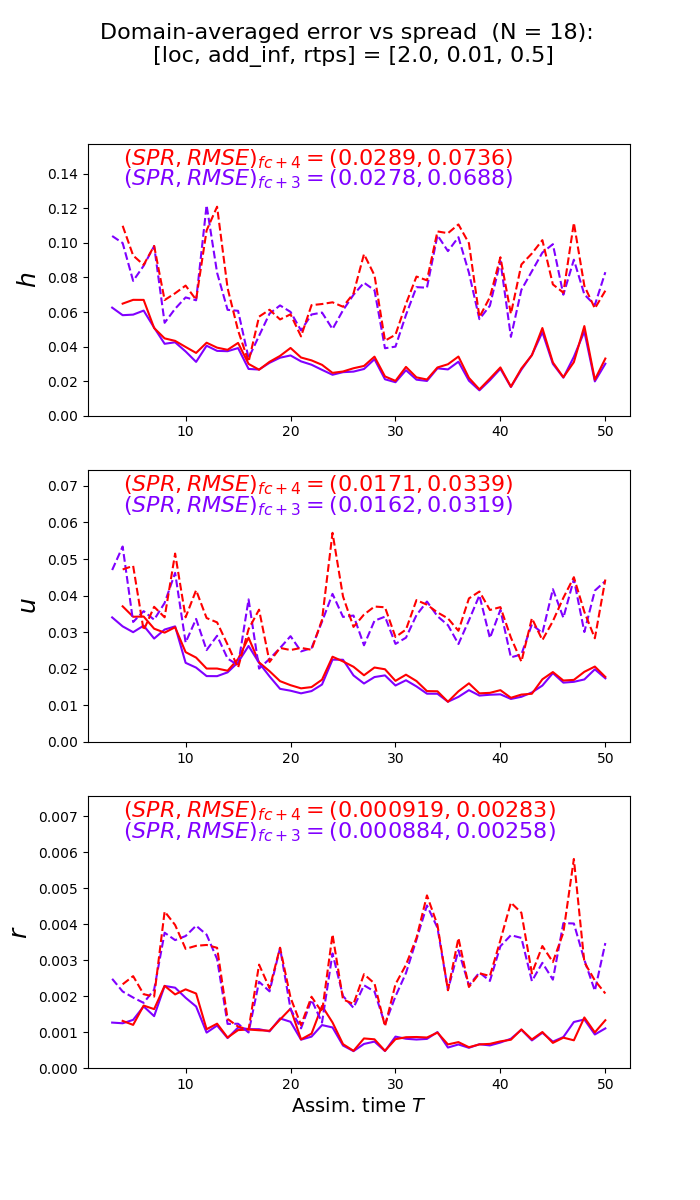 Domain-averaged error vs spread  (N = 18):
[loc, add_inf, rtps] = [2.0, 0.01, 0.5]
(SPR, RMSE)fc+4 = (0.0289, 0.0736)
(SPR, RMSE)fc+3 = (0.0278, 0.0688)
0.14
0.12
0.10
0.08
0.06
0.04
0.02
0.00
h
10 20 30 40 50
(SPR, RMSE)fc+4 = (0.0171, 0.0339)
(SPR, RMSE)fc+3 = (0.0162, 0.0319)
0.07
0.06
0.05
0.04
0.03
0.02
0.01
0.00
u
10 20 30 40 50
(SPR, RMSE)fc+4 = (0.000919, 0.00283)
(SPR, RMSE)fc+3 = (0.000884, 0.00258)
0.007
0.006
0.005
0.004
0.003
0.002
0.001
0.000
r
10 20 30 40 50
Assim. time T